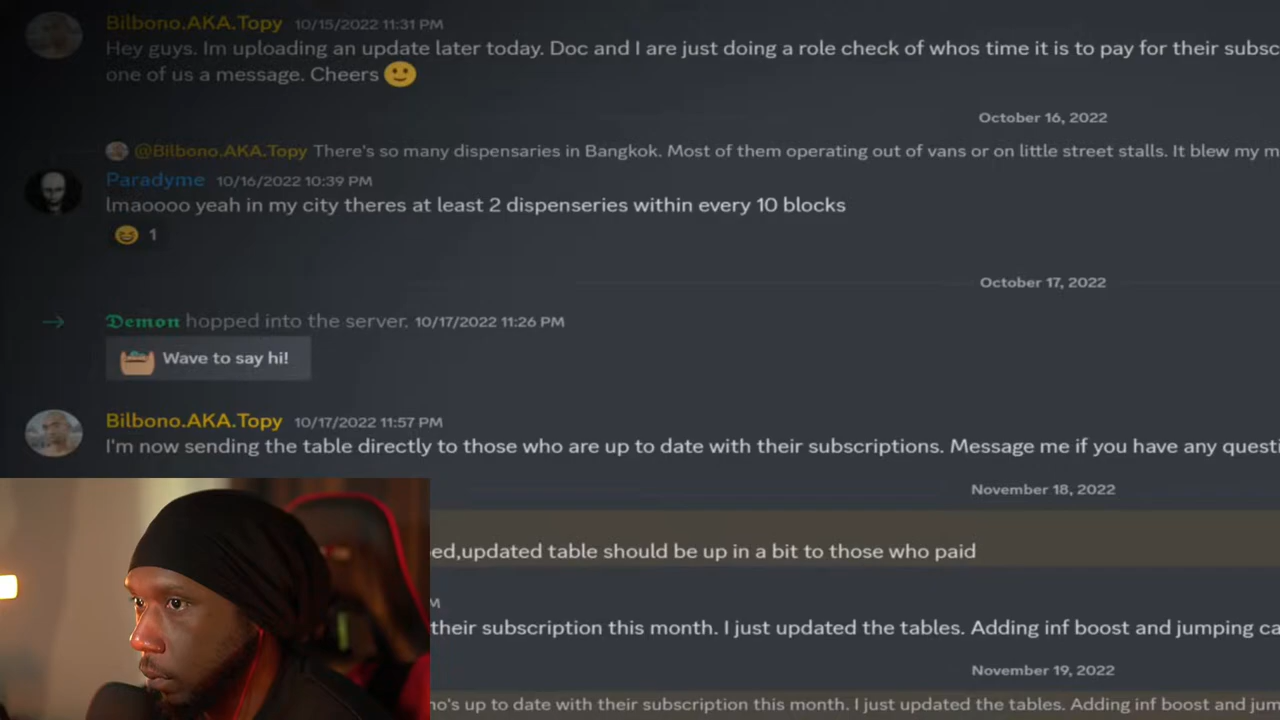 Bilbono.AKA.Topy 10/15/2022 11:31 PM
Hey guys. Im uploading an update later today. Doc and I are just doing a role check of whos time it is to pay for their subsc
one of us a message. Cheers
October 16, 2022
@Bilbono.AKA.Topy There's so many dispensaries in Bangkok. Most of them operating out of vans or on little street stalls. It blew my m
Paradyme 10/16/2022 10:39 PM
lmaoooo yeah in my city theres at least 2 dispenseries within every 10 blocks
1
October 17, 2022
Demon hopped into the server. 10/17/2022 11:26 PM
Wave to say hi!
Bilbono.AKA.Topy 10/17/2022 11:57 PM
I'm now sending the table directly to those who are up to date with their subscriptions. Message me if you have any questi
November 18, 2022
ed,updated table should be up in a bit to those who paid
M
their subscription this month. I just updated the tables. Adding inf boost and jumping ca
November 19, 2022
ho's up to date with their subscription this month. I just updated the tables. Adding inf boost and jum